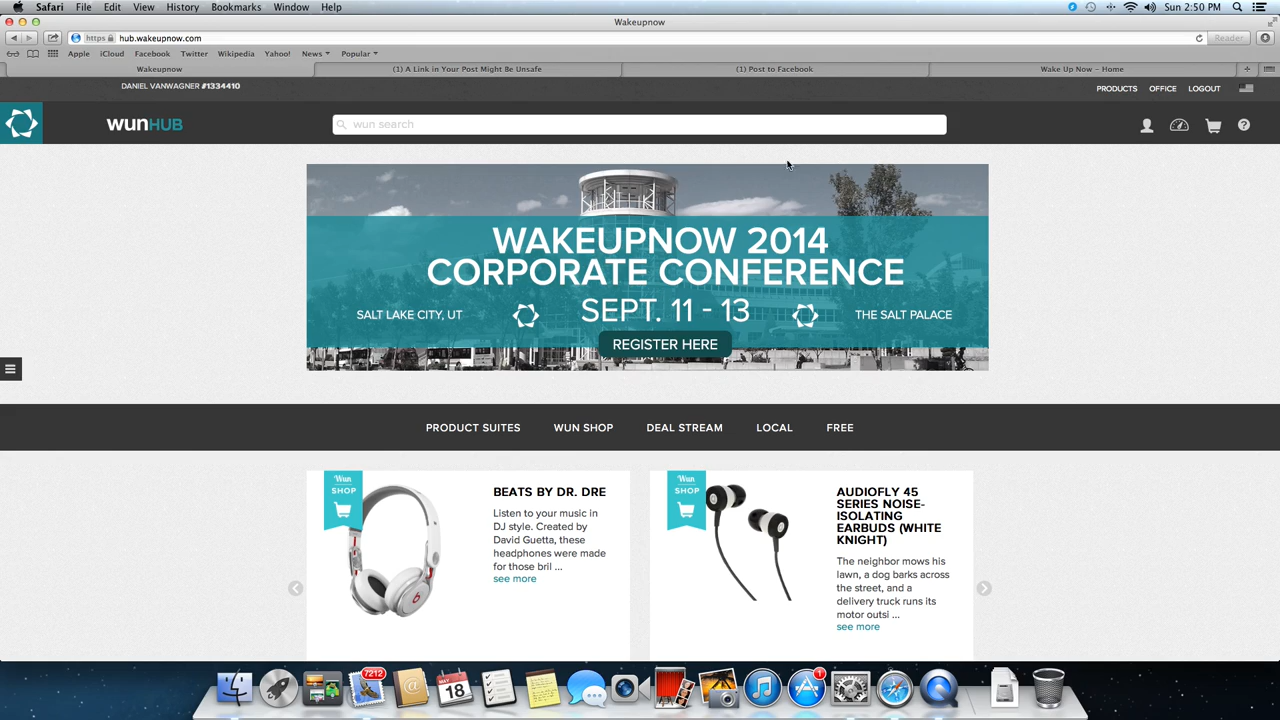 Safari File Edit View History Bookmarks Window Help Sun 2:50 PM
Wakeupnow
https hub.wakeupnow.com Reader
Apple iCloud Facebook Twitter Wikipedia Yahoo! News Popular
Wakeupnow (1) A Link in Your Post Might Be Unsafe (1) Post to Facebook Wake Up Now – Home
DANIEL VANWAGNER #1334410 PRODUCTS OFFICE LOGOUT
WUNHUB wun search
WAKEUPNOW 2014
CORPORATE CONFERENCE
SEPT. 11 - 13
SALT LAKE CITY, UT THE SALT PALACE
REGISTER HERE
PRODUCT SUITES WUN SHOP DEAL STREAM LOCAL FREE
Wun
SHOP
BEATS BY DR. DRE
Listen to your music in
DJ style. Created by
David Guetta, these
headphones were made
for those bril ...
see more
Wun
SHOP
AUDIOFLY 45
SERIES NOISE-
ISOLATING
EARBUDS (WHITE
KNIGHT)
The neighbor mows his
lawn, a dog barks across
the street, and a
delivery truck runs its
motor outsi ...
see more
7212
MAY
18
1